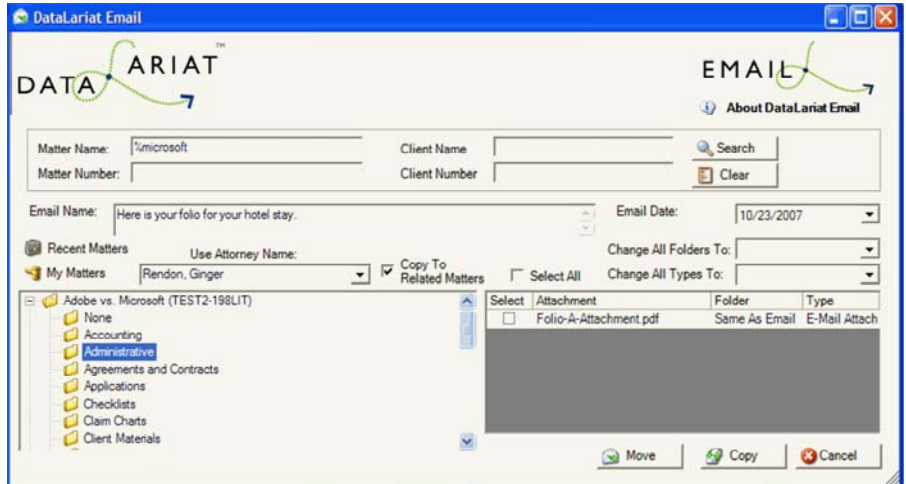 DataLariat Email
DATA LARIAT™
EMAIL
About DataLariat Email
Matter Name: %microsoft Client Name Search
Matter Number: Client Number Clear
Email Name: Here is your folio for your hotel stay. Email Date: 10/23/2007
Recent Matters Use Attorney Name: Change All Folders To:
My Matters Rendon, Ginger Copy To Related Matters Select All Change All Types To:
Adobe vs. Microsoft (TEST2-198LIT) Select Attachment Folder Type
None Folio-A-Attachment.pdf Same As Email E-Mail Attach
Accounting
Administrative
Agreements and Contracts
Applications
Checklists
Claim Charts
Client Materials
Move Copy Cancel